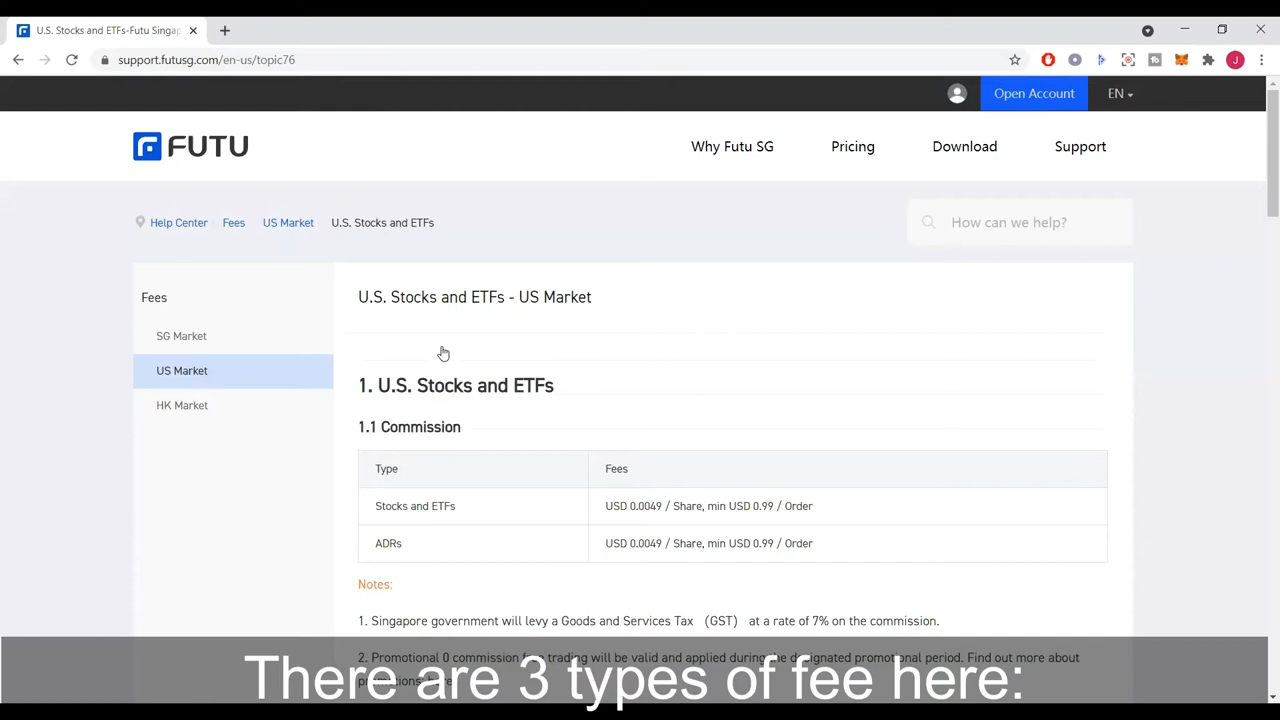 U.S. Stocks and ETFs-Futu Singap
support.futusg.com/en-us/topic76
J
Open Account
EN
FUTU
Why Futu SG
Pricing
Download
Support
Help Center
Fees
US Market
U.S. Stocks and ETFs
How can we help?
Fees
SG Market
US Market
HK Market
U.S. Stocks and ETFs - US Market
1. U.S. Stocks and ETFs
1.1 Commission
Type
Fees
Stocks and ETFs
USD 0.0049 / Share, min USD 0.99 / Order
ADRs
USD 0.0049 / Share, min USD 0.99 / Order
Notes:
1. Singapore government will levy a Goods and Services Tax (GST) at a rate of 7% on the commission.
2. Promotional 0 commission free trading will be valid and applied during the designated promotional period. Find out more about
promotions here
There are 3 types of fee here: